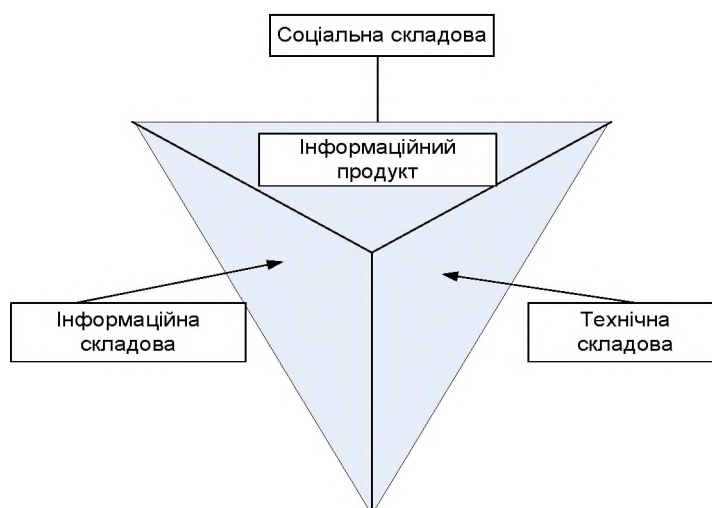 Соціальна складова
Інформаційний
продукт
Інформаційна
складова
Технічна
складова